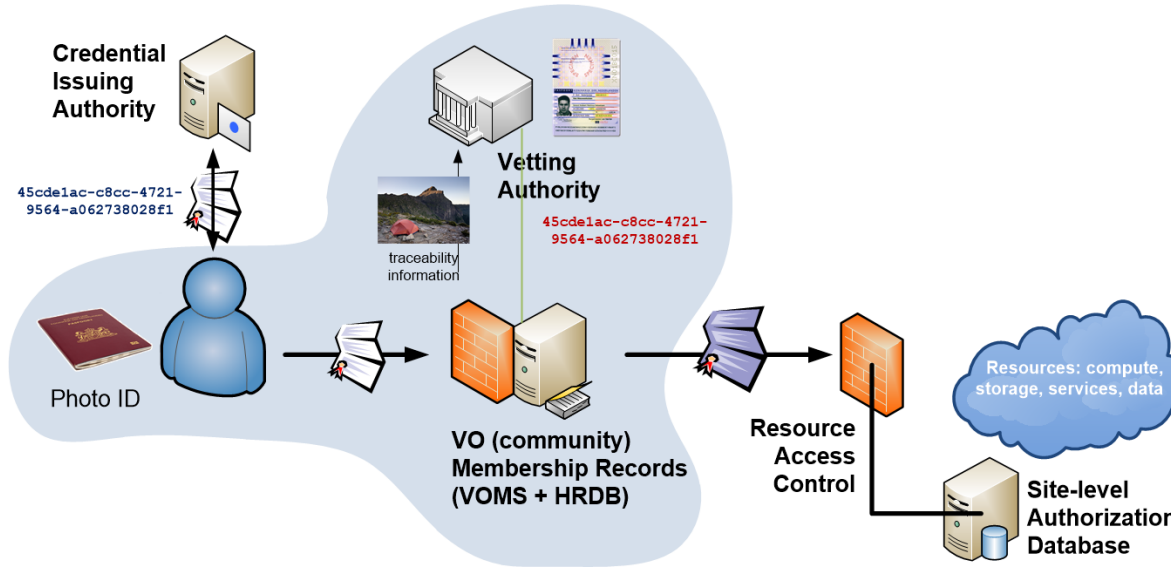 Credential
Issuing
Authority
45cde1ac-c8cc-4721-
9564-a062738028f1
Vetting
Authority
45cde1ac-c8cc-4721-
9564-a062738028f1
traceability
information
Photo ID
VO (community)
Membership Records
(VOMS + HRDB)
Resource
Access
Control
Resources: compute,
storage, services, data
Site-level
Authorization
Database